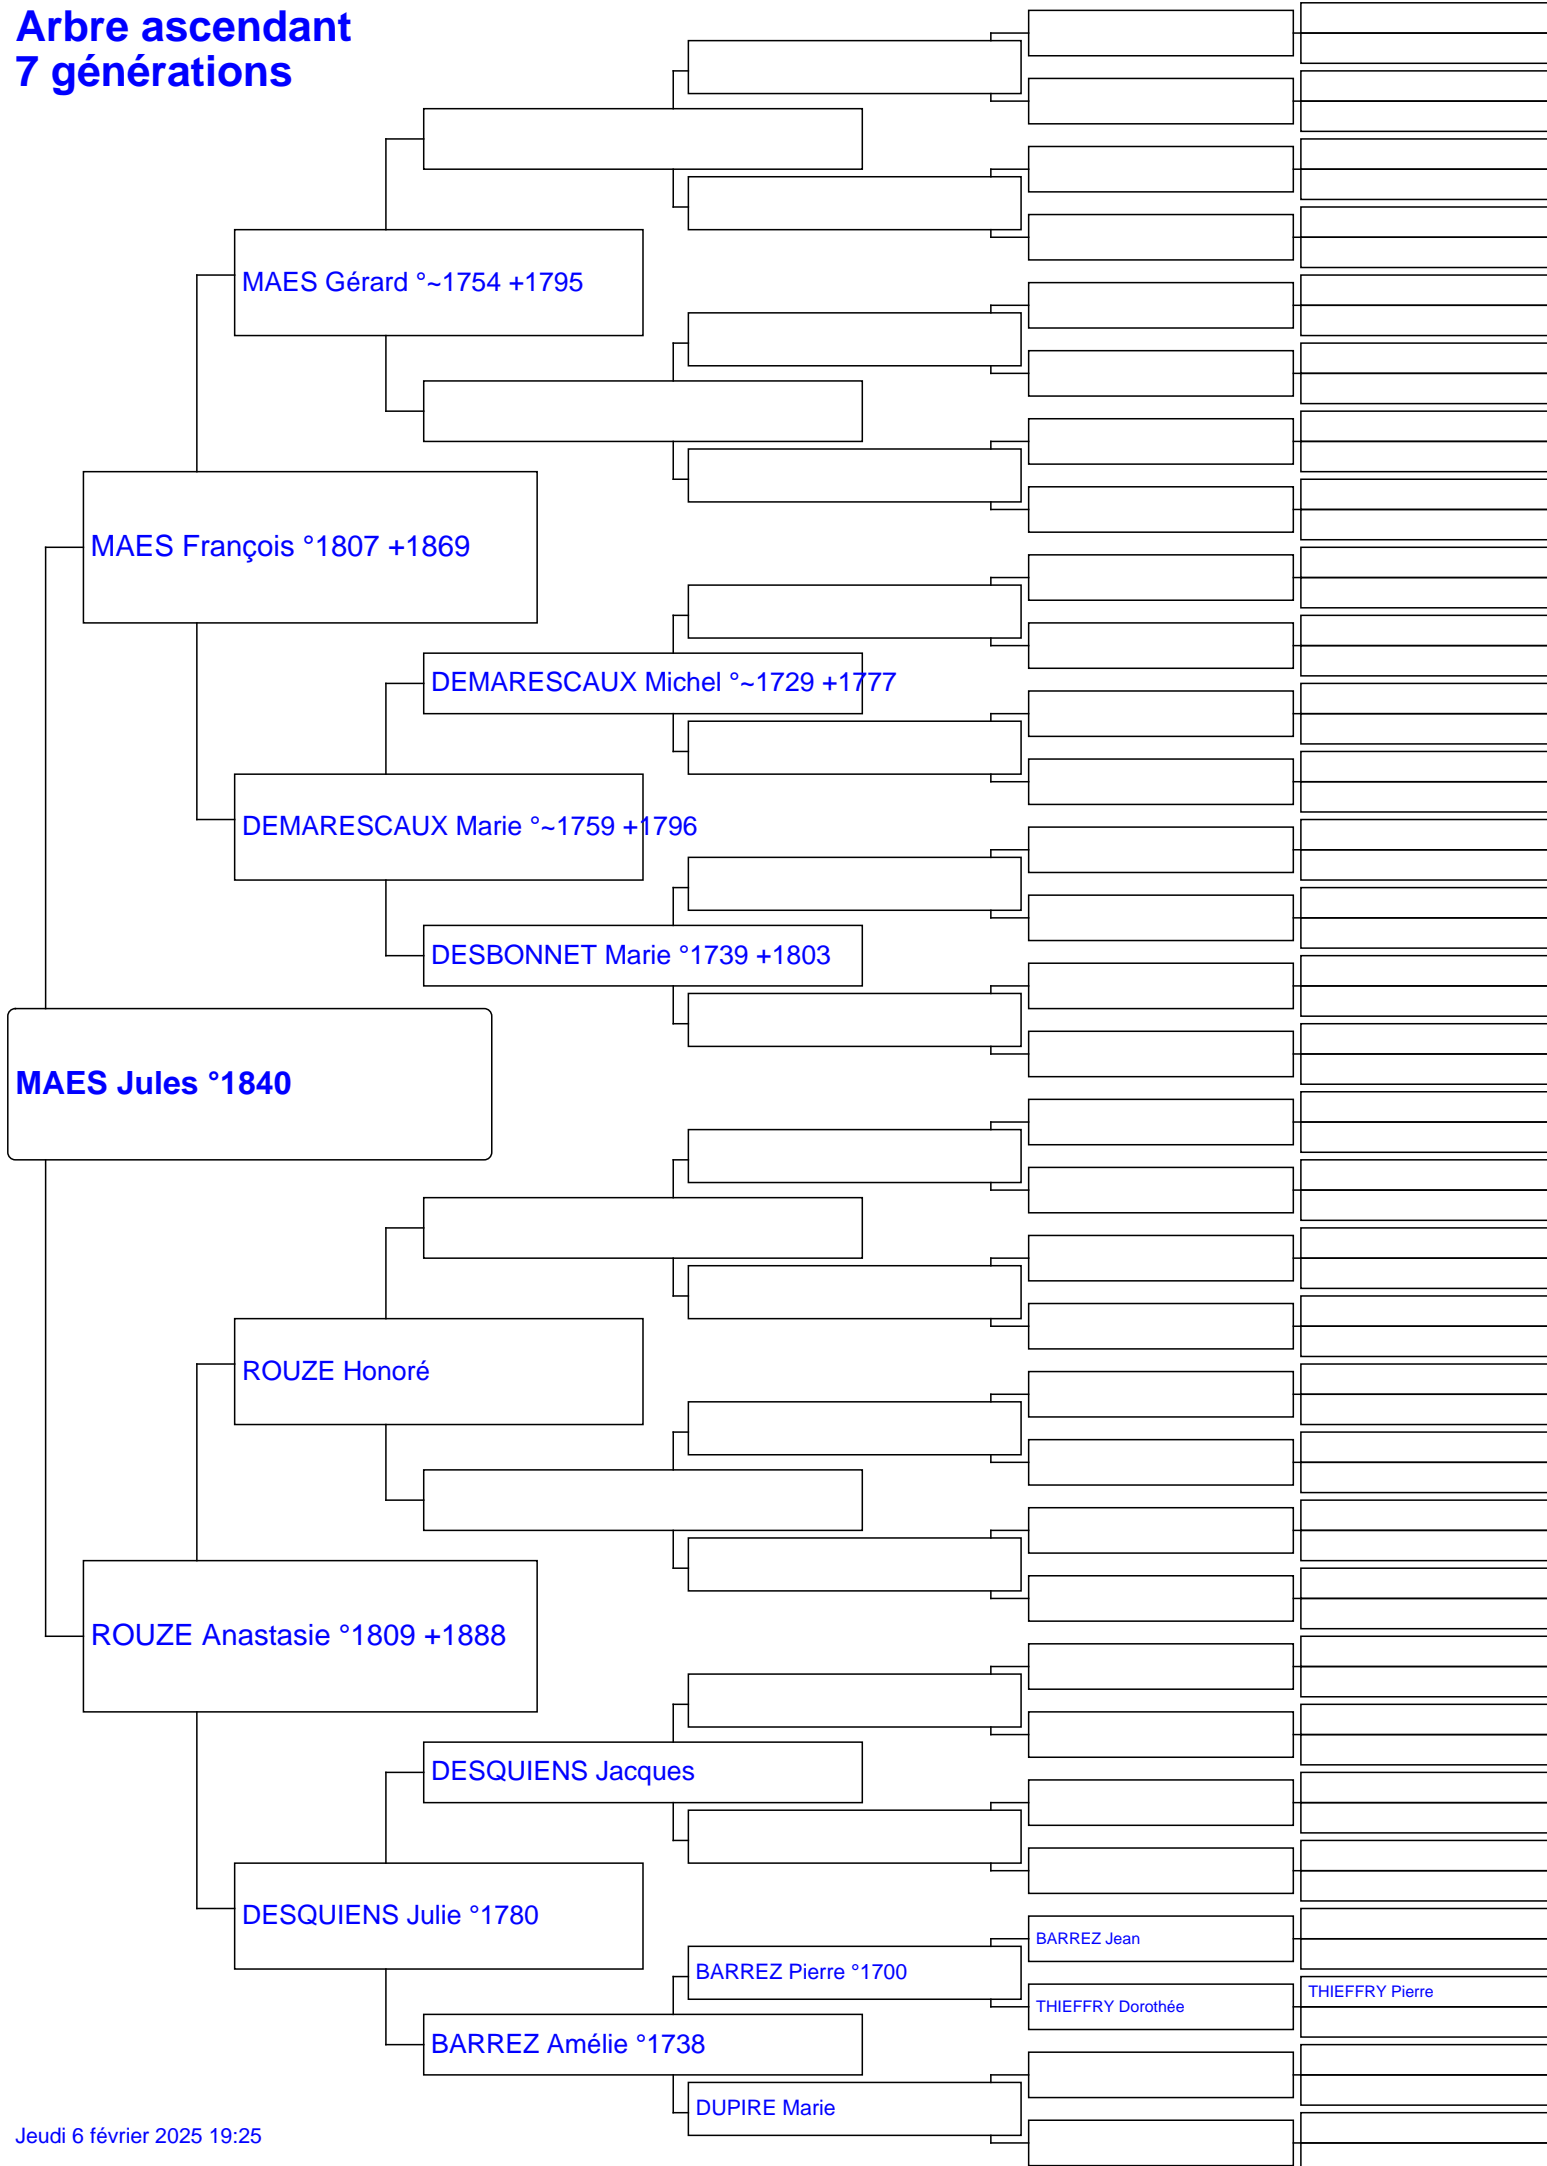 Arbre ascendant
7 générations
MAES Gérard °~1754 +1795
MAES François °1807 +1869
DEMARESCAUX Michel °~1729 +1777
DEMARESCAUX Marie °~1759 +1796
DESBONNET Marie °1739 +1803
MAES Jules °1840
ROUZE Honoré
ROUZE Anastasie °1809 +1888
DESQUIENS Jacques
DESQUIENS Julie °1780
BARREZ Jean
BARREZ Pierre °1700
THIEFFRY Pierre
THIEFFRY Dorothée
BARREZ Amélie °1738
DUPIRE Marie
Jeudi 6 février 2025 19:25